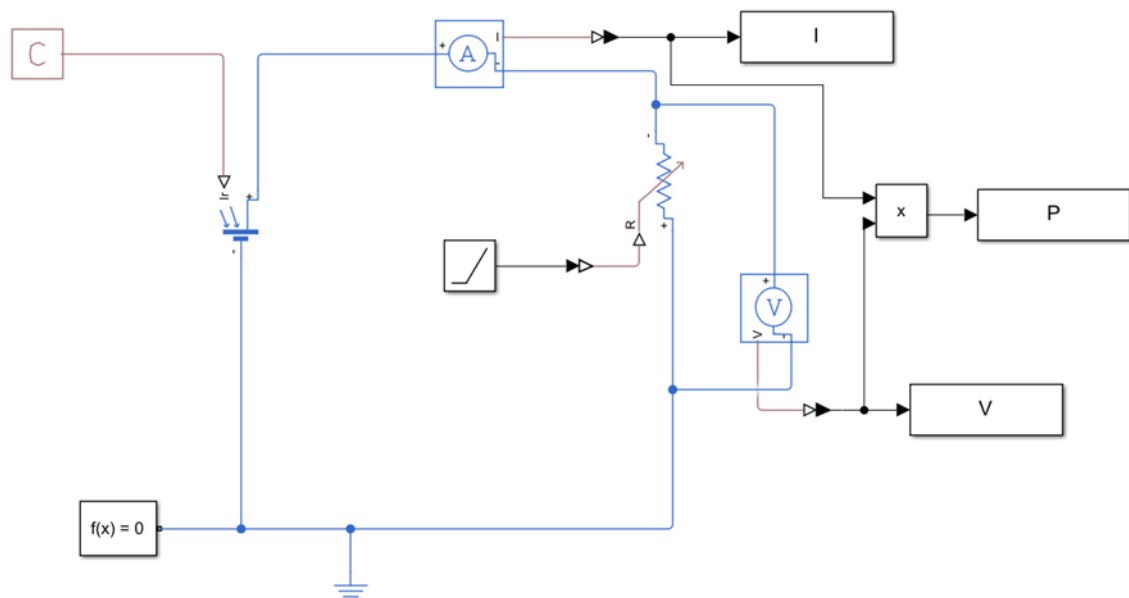 C
+
A
I
-
I
-
Ir
+
-
R
+
x
P
+
V
V
-
V
f(x) = 0